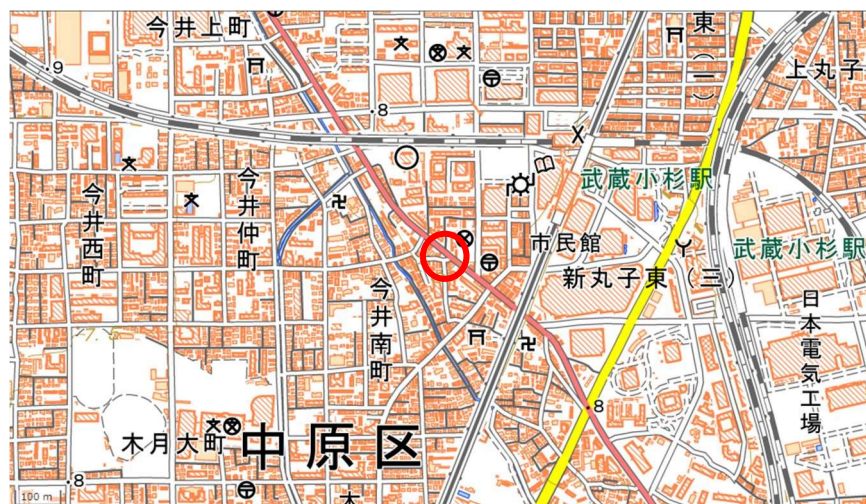 今井上町
東(一)
上丸子
9
8
今井西町
今井仲町
武蔵小杉駅
市民館
武蔵小杉駅
新丸子東(三)
今井南町
日本電気工場
8
木月大町
中原区
8
100 m